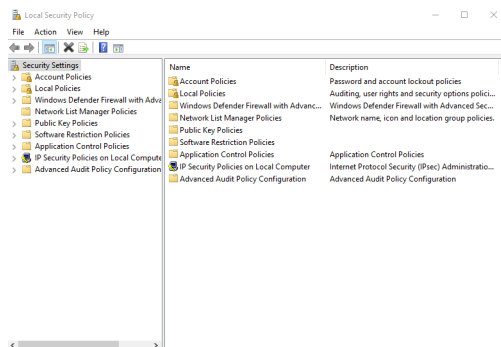 Local Security Policy
File Action View Help
Security Settings
Account Policies
Local Policies
Windows Defender Firewall with Adva
Network List Manager Policies
Public Key Policies
Software Restriction Policies
Application Control Policies
IP Security Policies on Local Compute
Advanced Audit Policy Configuration
Name Description
Account Policies Password and account lockout policies
Local Policies Auditing, user rights and security options polici...
Windows Defender Firewall with Advanc... Windows Defender Firewall with Advanced Sec...
Network List Manager Policies Network name, icon and location group policies.
Public Key Policies
Software Restriction Policies
Application Control Policies Application Control Policies
IP Security Policies on Local Computer Internet Protocol Security (IPsec) Administratio...
Advanced Audit Policy Configuration Advanced Audit Policy Configuration